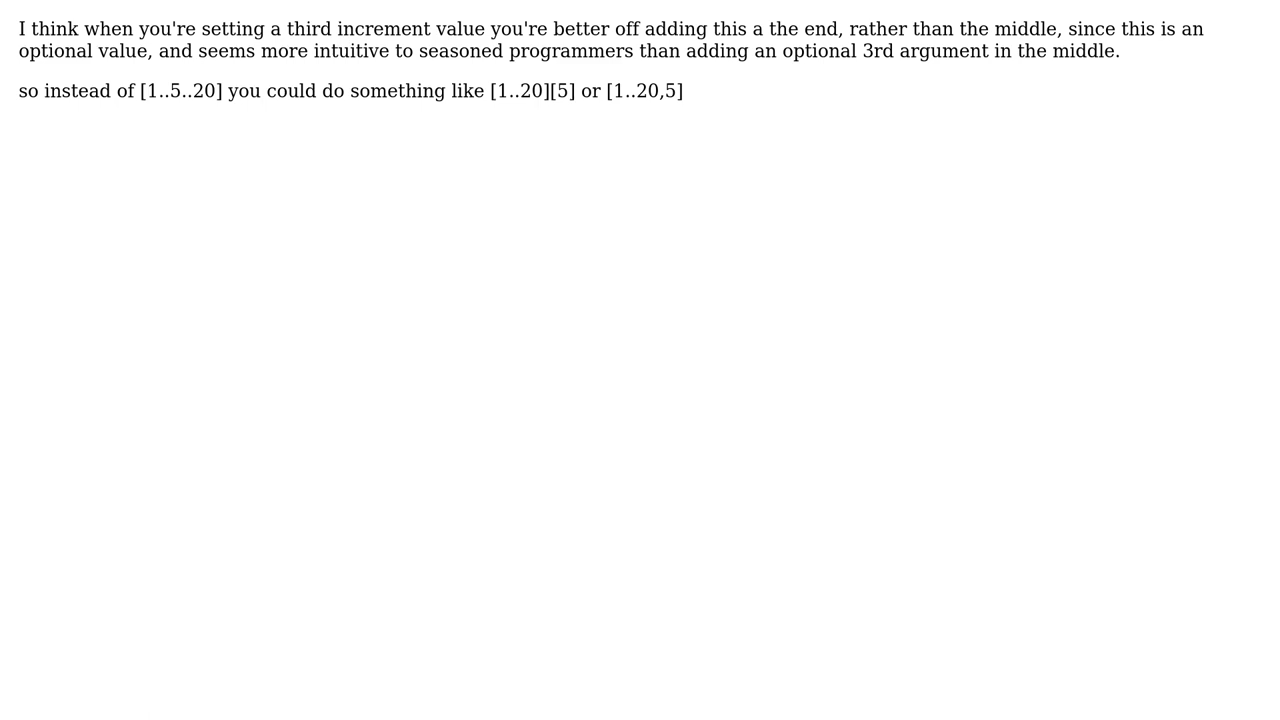 I think when you're setting a third increment value you're better off adding this a the end, rather than the middle, since this is an
optional value, and seems more intuitive to seasoned programmers than adding an optional 3rd argument in the middle.
so instead of [1..5..20] you could do something like [1..20][5] or [1..20,5]